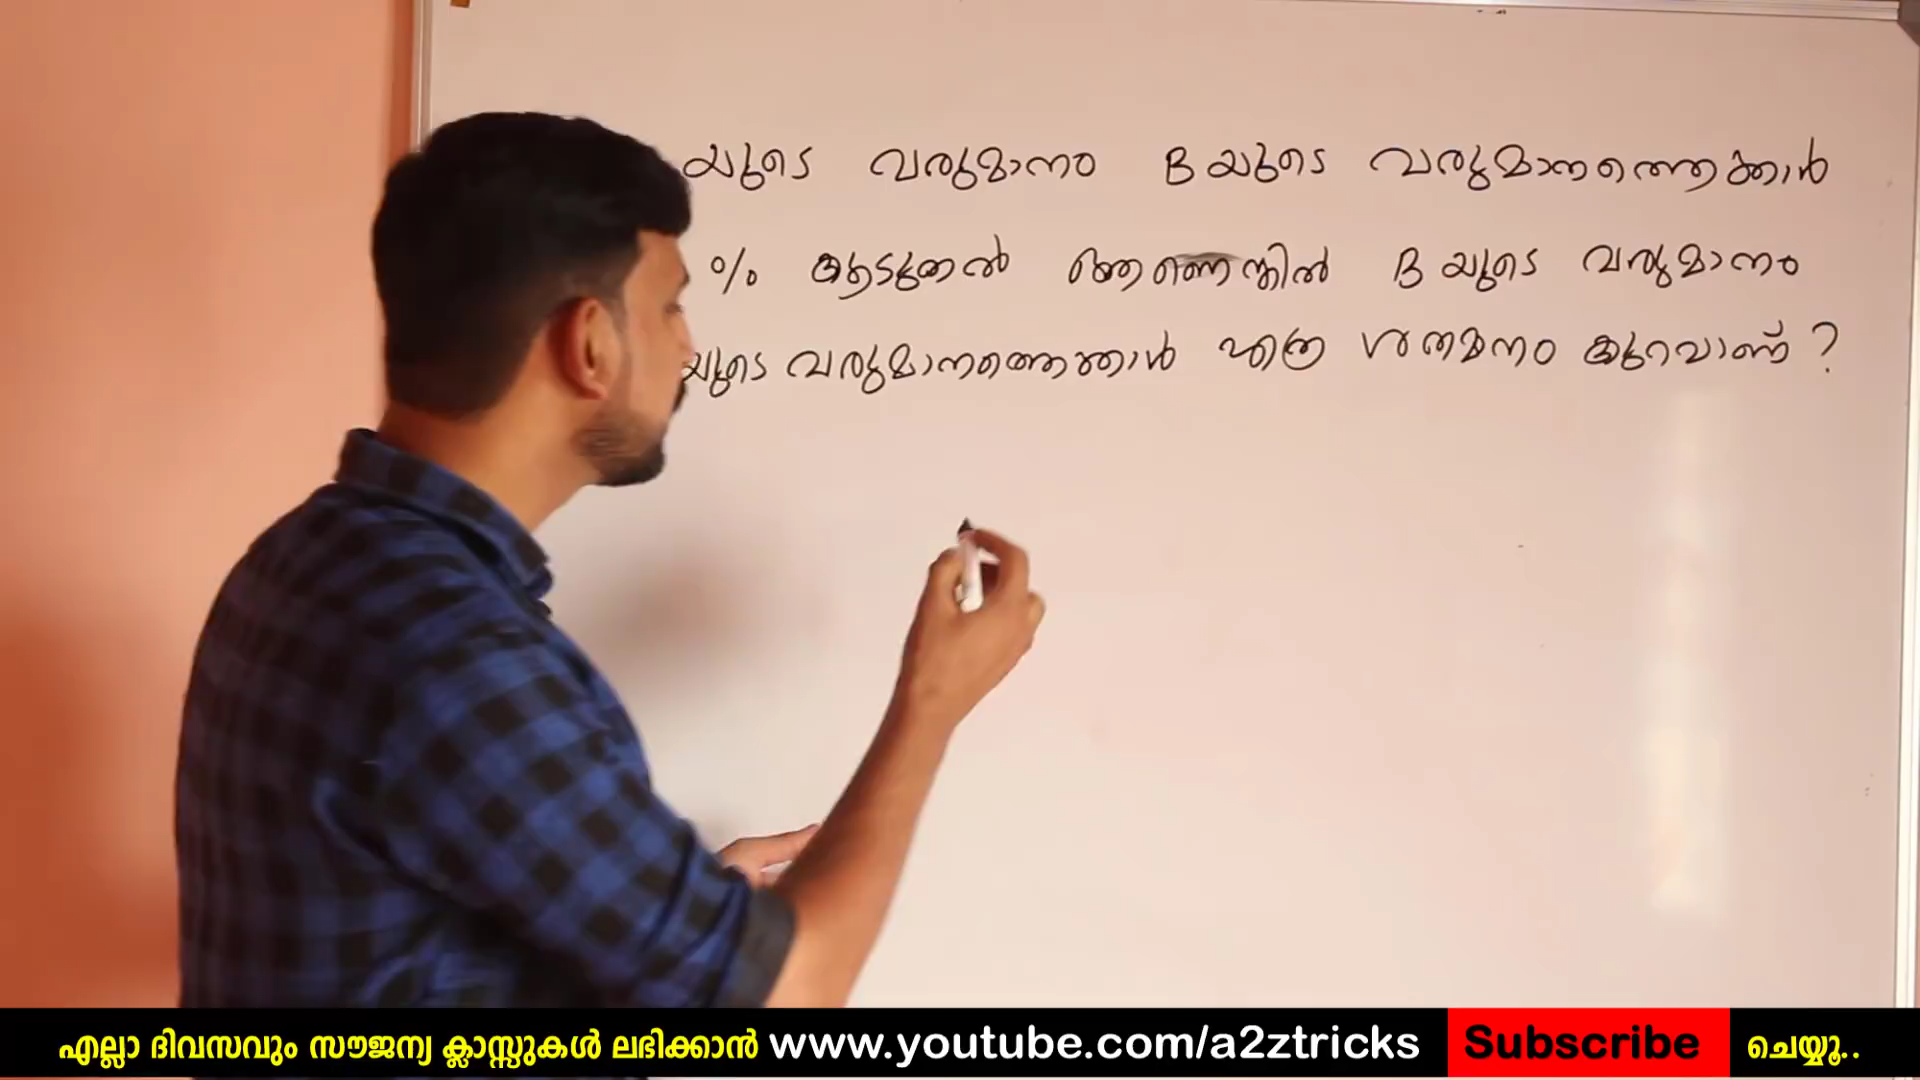 യുടെ വരുമാനം B യുടെ വരുമാനത്തെക്കാൾ
% കൂടുതൽ ആണെങ്കിൽ B യുടെ വരുമാനം
യുടെ വരുമാനത്തെക്കാൾ എത്ര ശതമനം കുറവാണ് ?
എല്ലാ ദിവസവും സൗജന്യ ക്ലാസ്സുകൾ ലഭിക്കാൻ www.youtube.com/a2ztricks Subscribe ചെയ്യൂ..